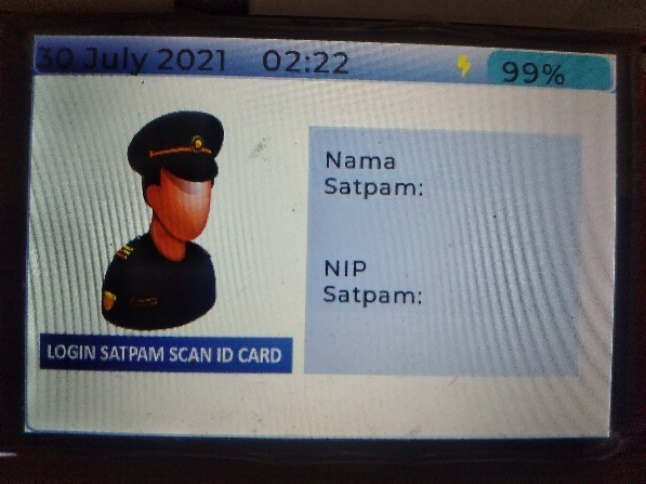 30 July 2021 02:22 99%
Nama
Satpam:
NIP
Satpam:
LOGIN SATPAM SCAN ID CARD